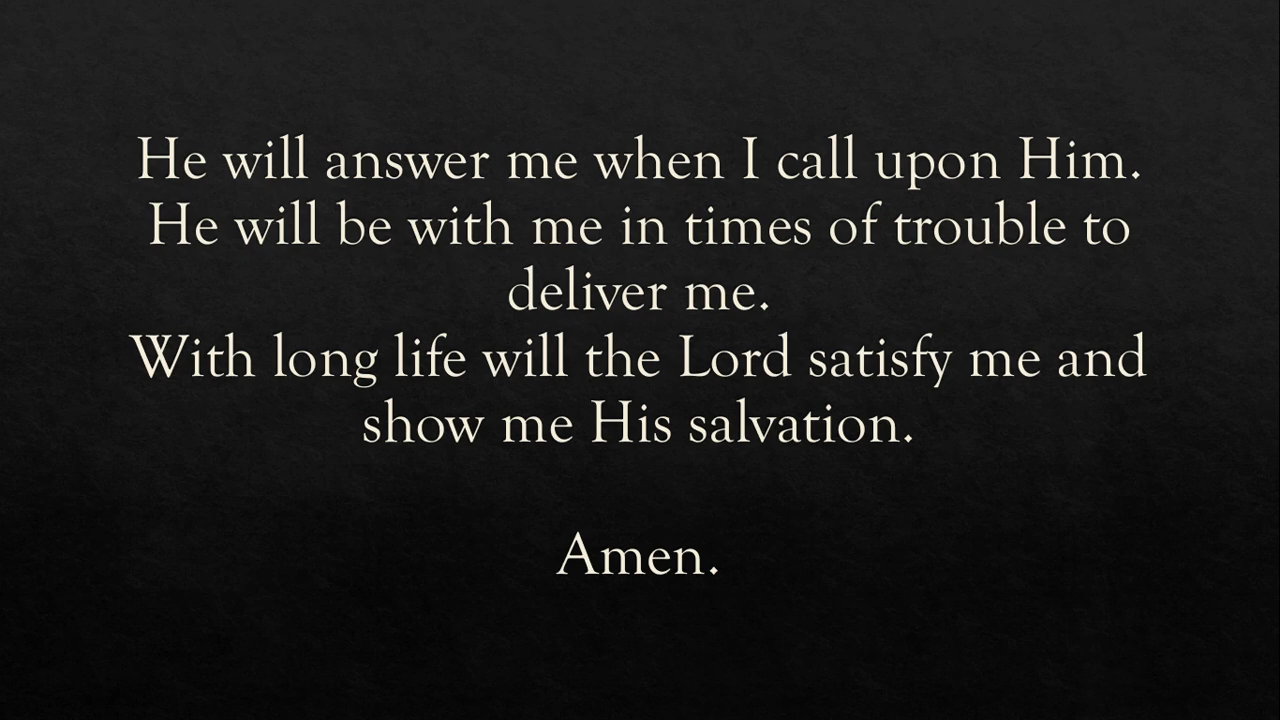 He will answer me when I call upon Him.
He will be with me in times of trouble to
deliver me.
With long life will the Lord satisfy me and
show me His salvation.
Amen.